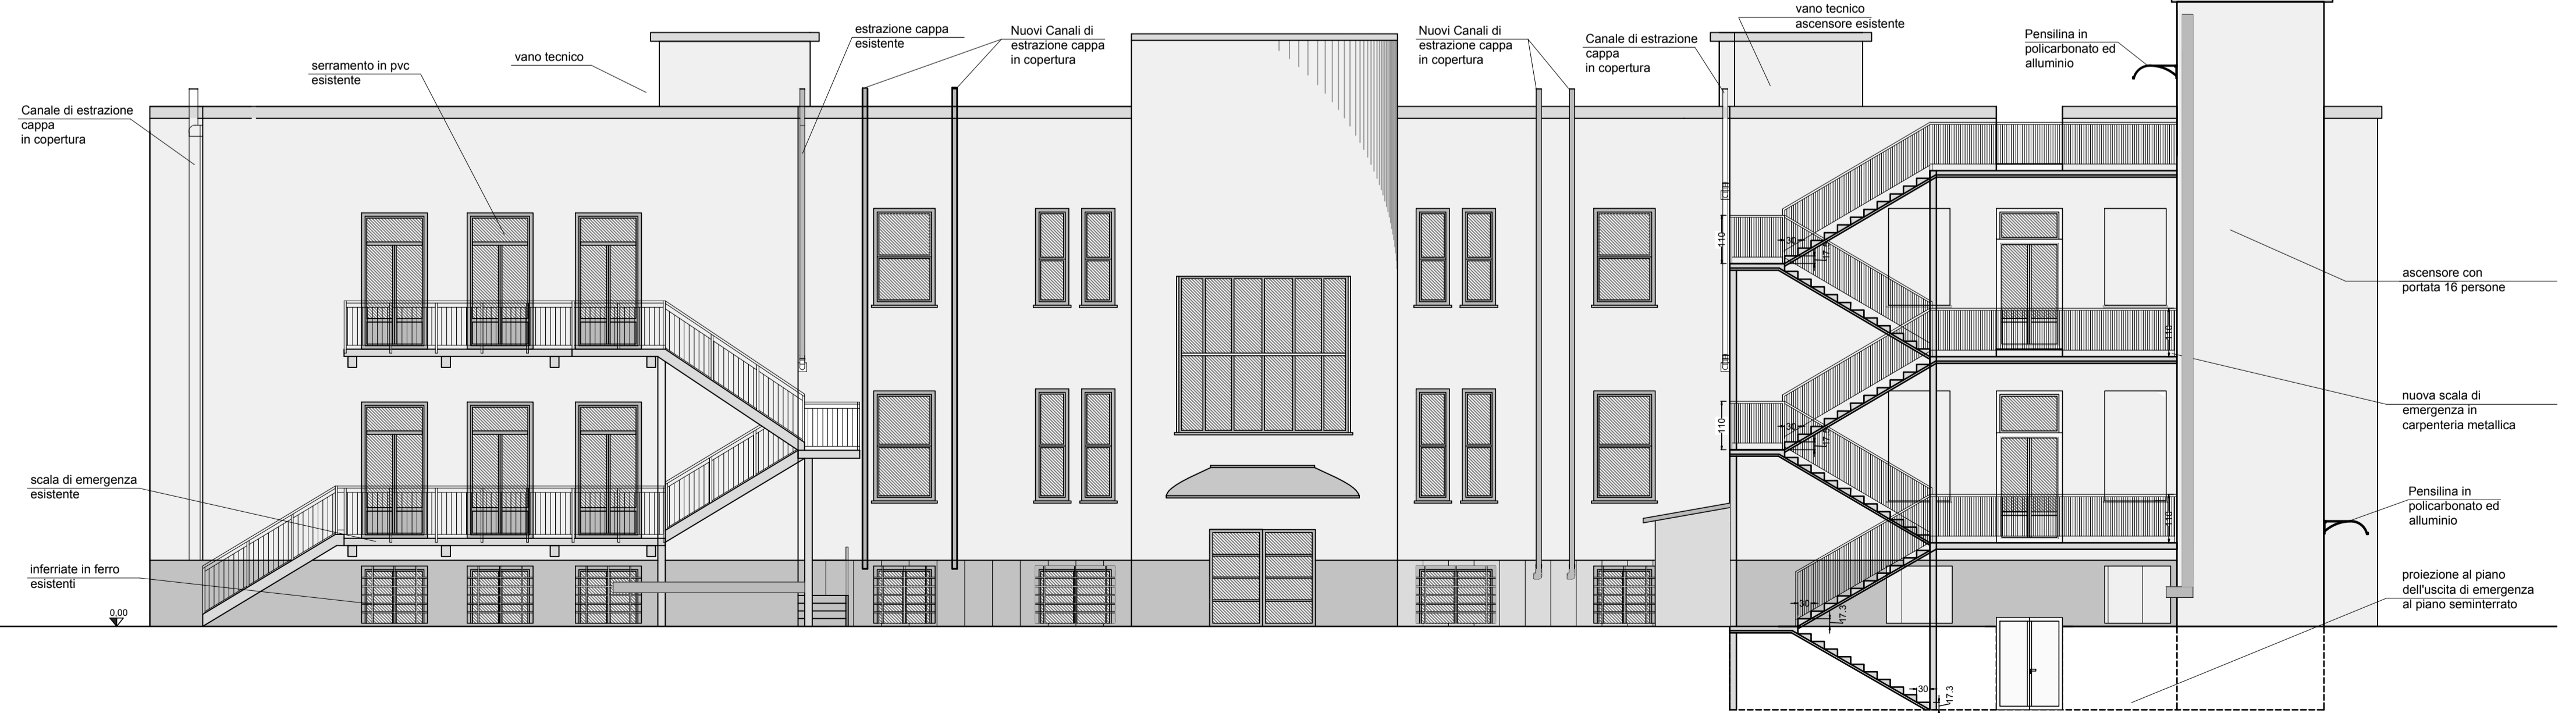 Canale di estrazione
cappa
in copertura
serramento in pvc
esistente
vano tecnico
estrazione cappa
esistente
Nuovi Canali di
estrazione cappa
in copertura
Nuovi Canali di
estrazione cappa
in copertura
Canale di estrazione
cappa
in copertura
vano tecnico
ascensore esistente
Pensilina in
policarbonato ed
alluminio
ascensore con
portata 16 persone
nuova scala di
emergenza in
carpenteria metallica
Pensilina in
policarbonato ed
alluminio
proiezione al piano
dell'uscita di emergenza
al piano seminterrato
scala di emergenza
esistente
inferriate in ferro
esistenti
0,00
110
30
110
110
30
110
30
17.3
30
17.3